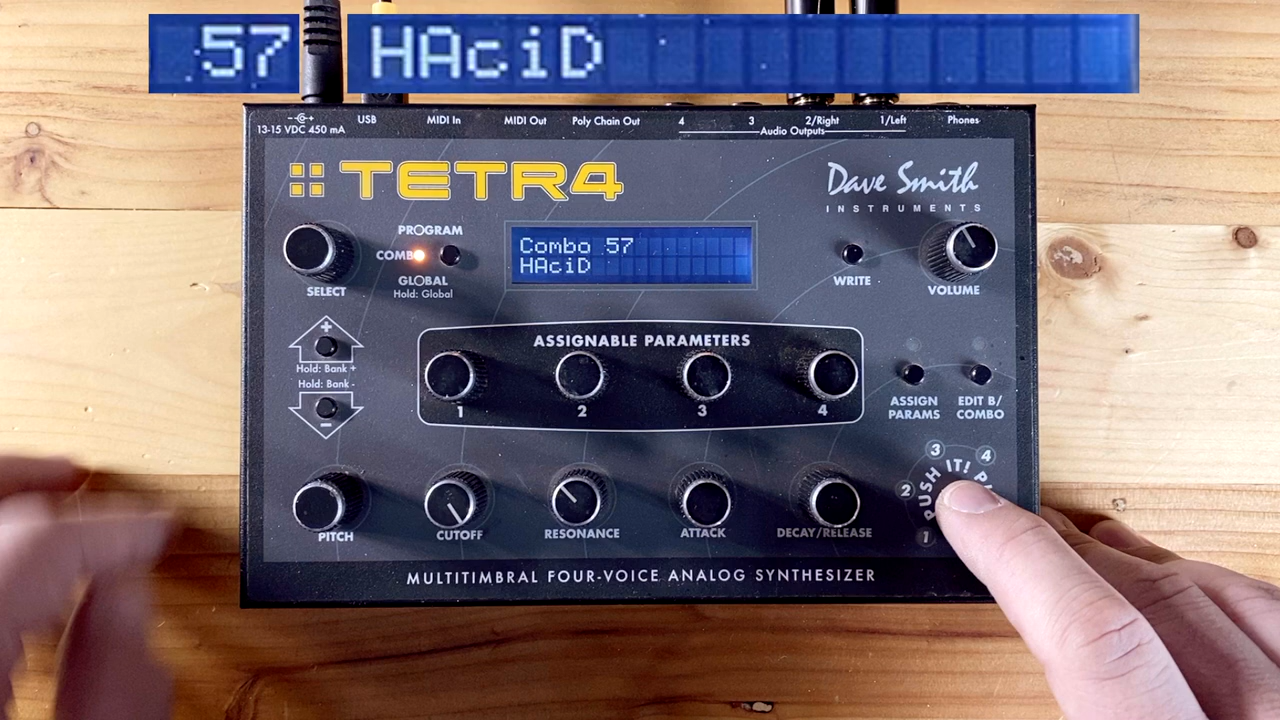 57 HAciD
13-15 VDC 450 mA
USB
MIDI In
MIDI Out
Poly Chain Out
4
3
2/Right
1/Left
Phones
Audio Outputs
TETR4
Dave Smith
INSTRUMENTS
PROGRAM
COMBO
GLOBAL
Hold: Global
SELECT
Combo 57
HAciD
WRITE
VOLUME
+
Hold: Bank +
Hold: Bank -
-
ASSIGNABLE PARAMETERS
1
2
3
4
ASSIGN
PARAMS
EDIT B/
COMBO
PITCH
CUTOFF
RESONANCE
ATTACK
DECAY/RELEASE
1
2
3
4
PUSH IT!
MULTITIMBRAL FOUR-VOICE ANALOG SYNTHESIZER